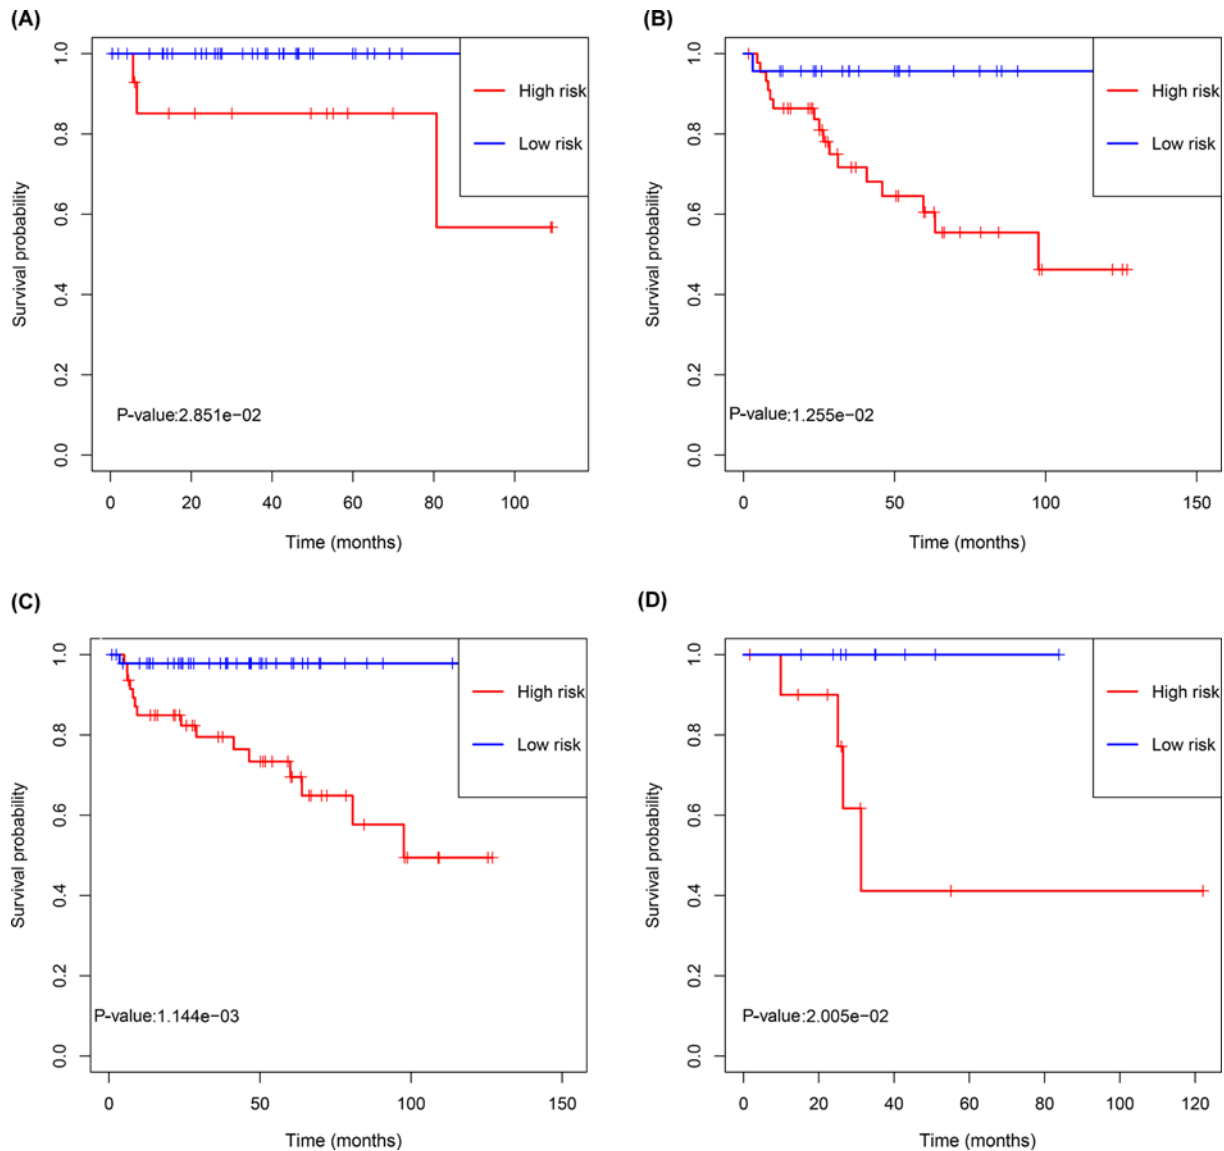 (A)
1.0
0.8
0.6
0.4
0.2
0.0
Survival probability
High risk
Low risk
P-value:2.851e−02
0 20 40 60 80 100
Time (months)
(B)
1.0
0.8
0.6
0.4
0.2
0.0
Survival probability
High risk
Low risk
P-value:1.255e−02
0 50 100 150
Time (months)
(C)
1.0
0.8
0.6
0.4
0.2
0.0
Survival probability
High risk
Low risk
P-value:1.144e−03
0 50 100 150
Time (months)
(D)
1.0
0.8
0.6
0.4
0.2
0.0
Survival probability
High risk
Low risk
P-value:2.005e−02
0 20 40 60 80 100 120
Time (months)